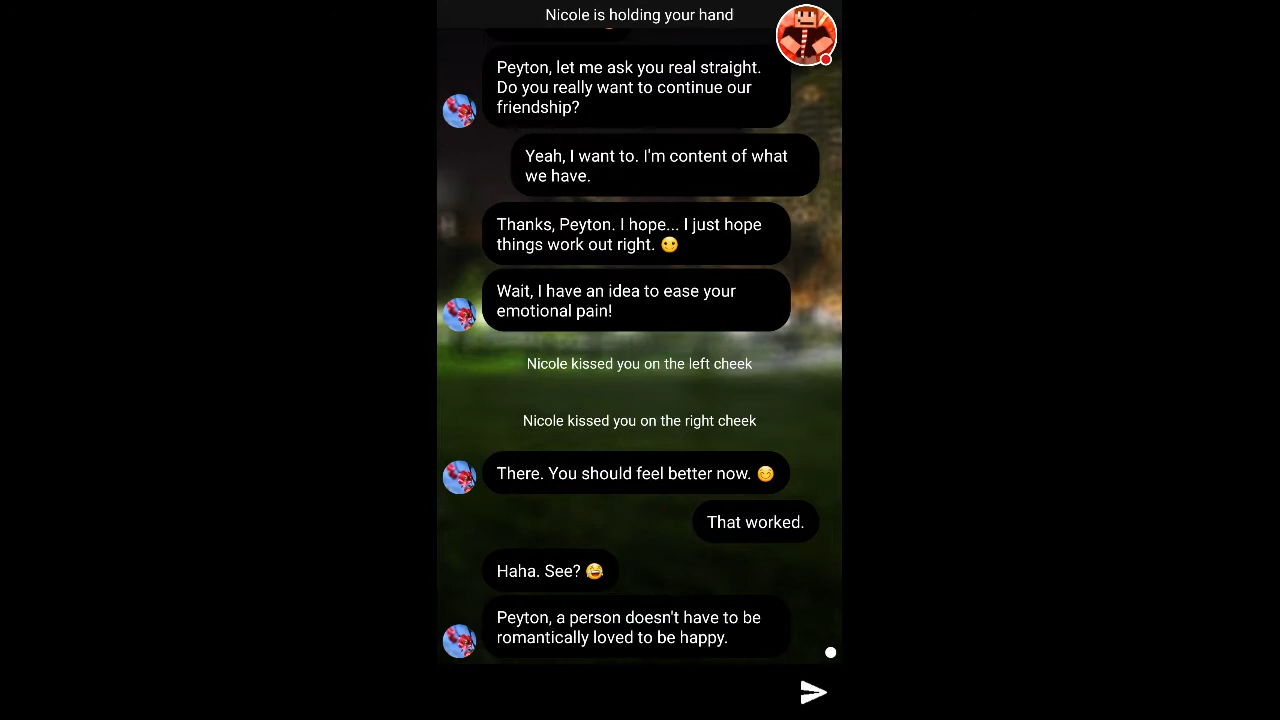 Nicole is holding your hand
Peyton, let me ask you real straight.
Do you really want to continue our
friendship?
Yeah, I want to. I'm content of what
we have.
Thanks, Peyton. I hope... I just hope
things work out right. 😶
Wait, I have an idea to ease your
emotional pain!
Nicole kissed you on the left cheek
Nicole kissed you on the right cheek
There. You should feel better now. 😊
That worked.
Haha. See? 😂
Peyton, a person doesn't have to be
romantically loved to be happy.